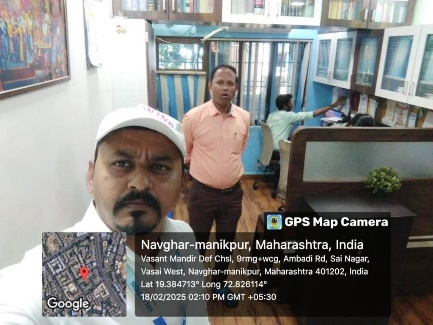 GPS Map Camera
Navghar-manikpur, Maharashtra, India
Vasant Mandir Def Chsl, 9rmg+wcg, Ambadi Rd, Sai Nagar,
Vasai West, Navghar-manikpur, Maharashtra 401202, India
Lat 19.384713° Long 72.826114°
18/02/2025 02:10 PM GMT +05:30
Google